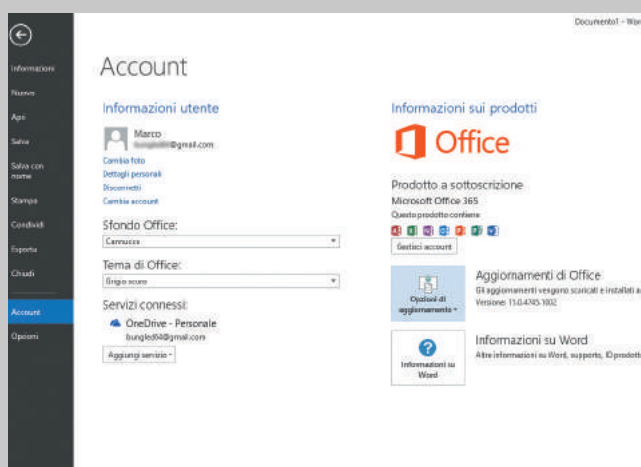 Documento1 - Wor
Informazioni
Nuovo
Apri
Salva
Salva con
nome
Stampa
Condividi
Esporta
Chiudi
Account
Opzioni
Account
Informazioni utente
Marco
@gmail.com
Cambia foto
Dettagli personali
Disconnetti
Cambia account
Sfondo Office:
Cannucce
Tema di Office:
Grigio scuro
Servizi connessi:
OneDrive - Personale
bungled64@gmail.com
Aggiungi servizio
Informazioni sui prodotti
Office
Prodotto a sottoscrizione
Microsoft Office 365
Questo prodotto contiene
Gestisci account
Opzioni di
aggiornamento
Aggiornamenti di Office
Gli aggiornamenti vengono scaricati e installati a
Versione: 15.0.4745.1002
Informazioni su
Word
Informazioni su Word
Altre informazioni su Word, supporto, ID prodotto